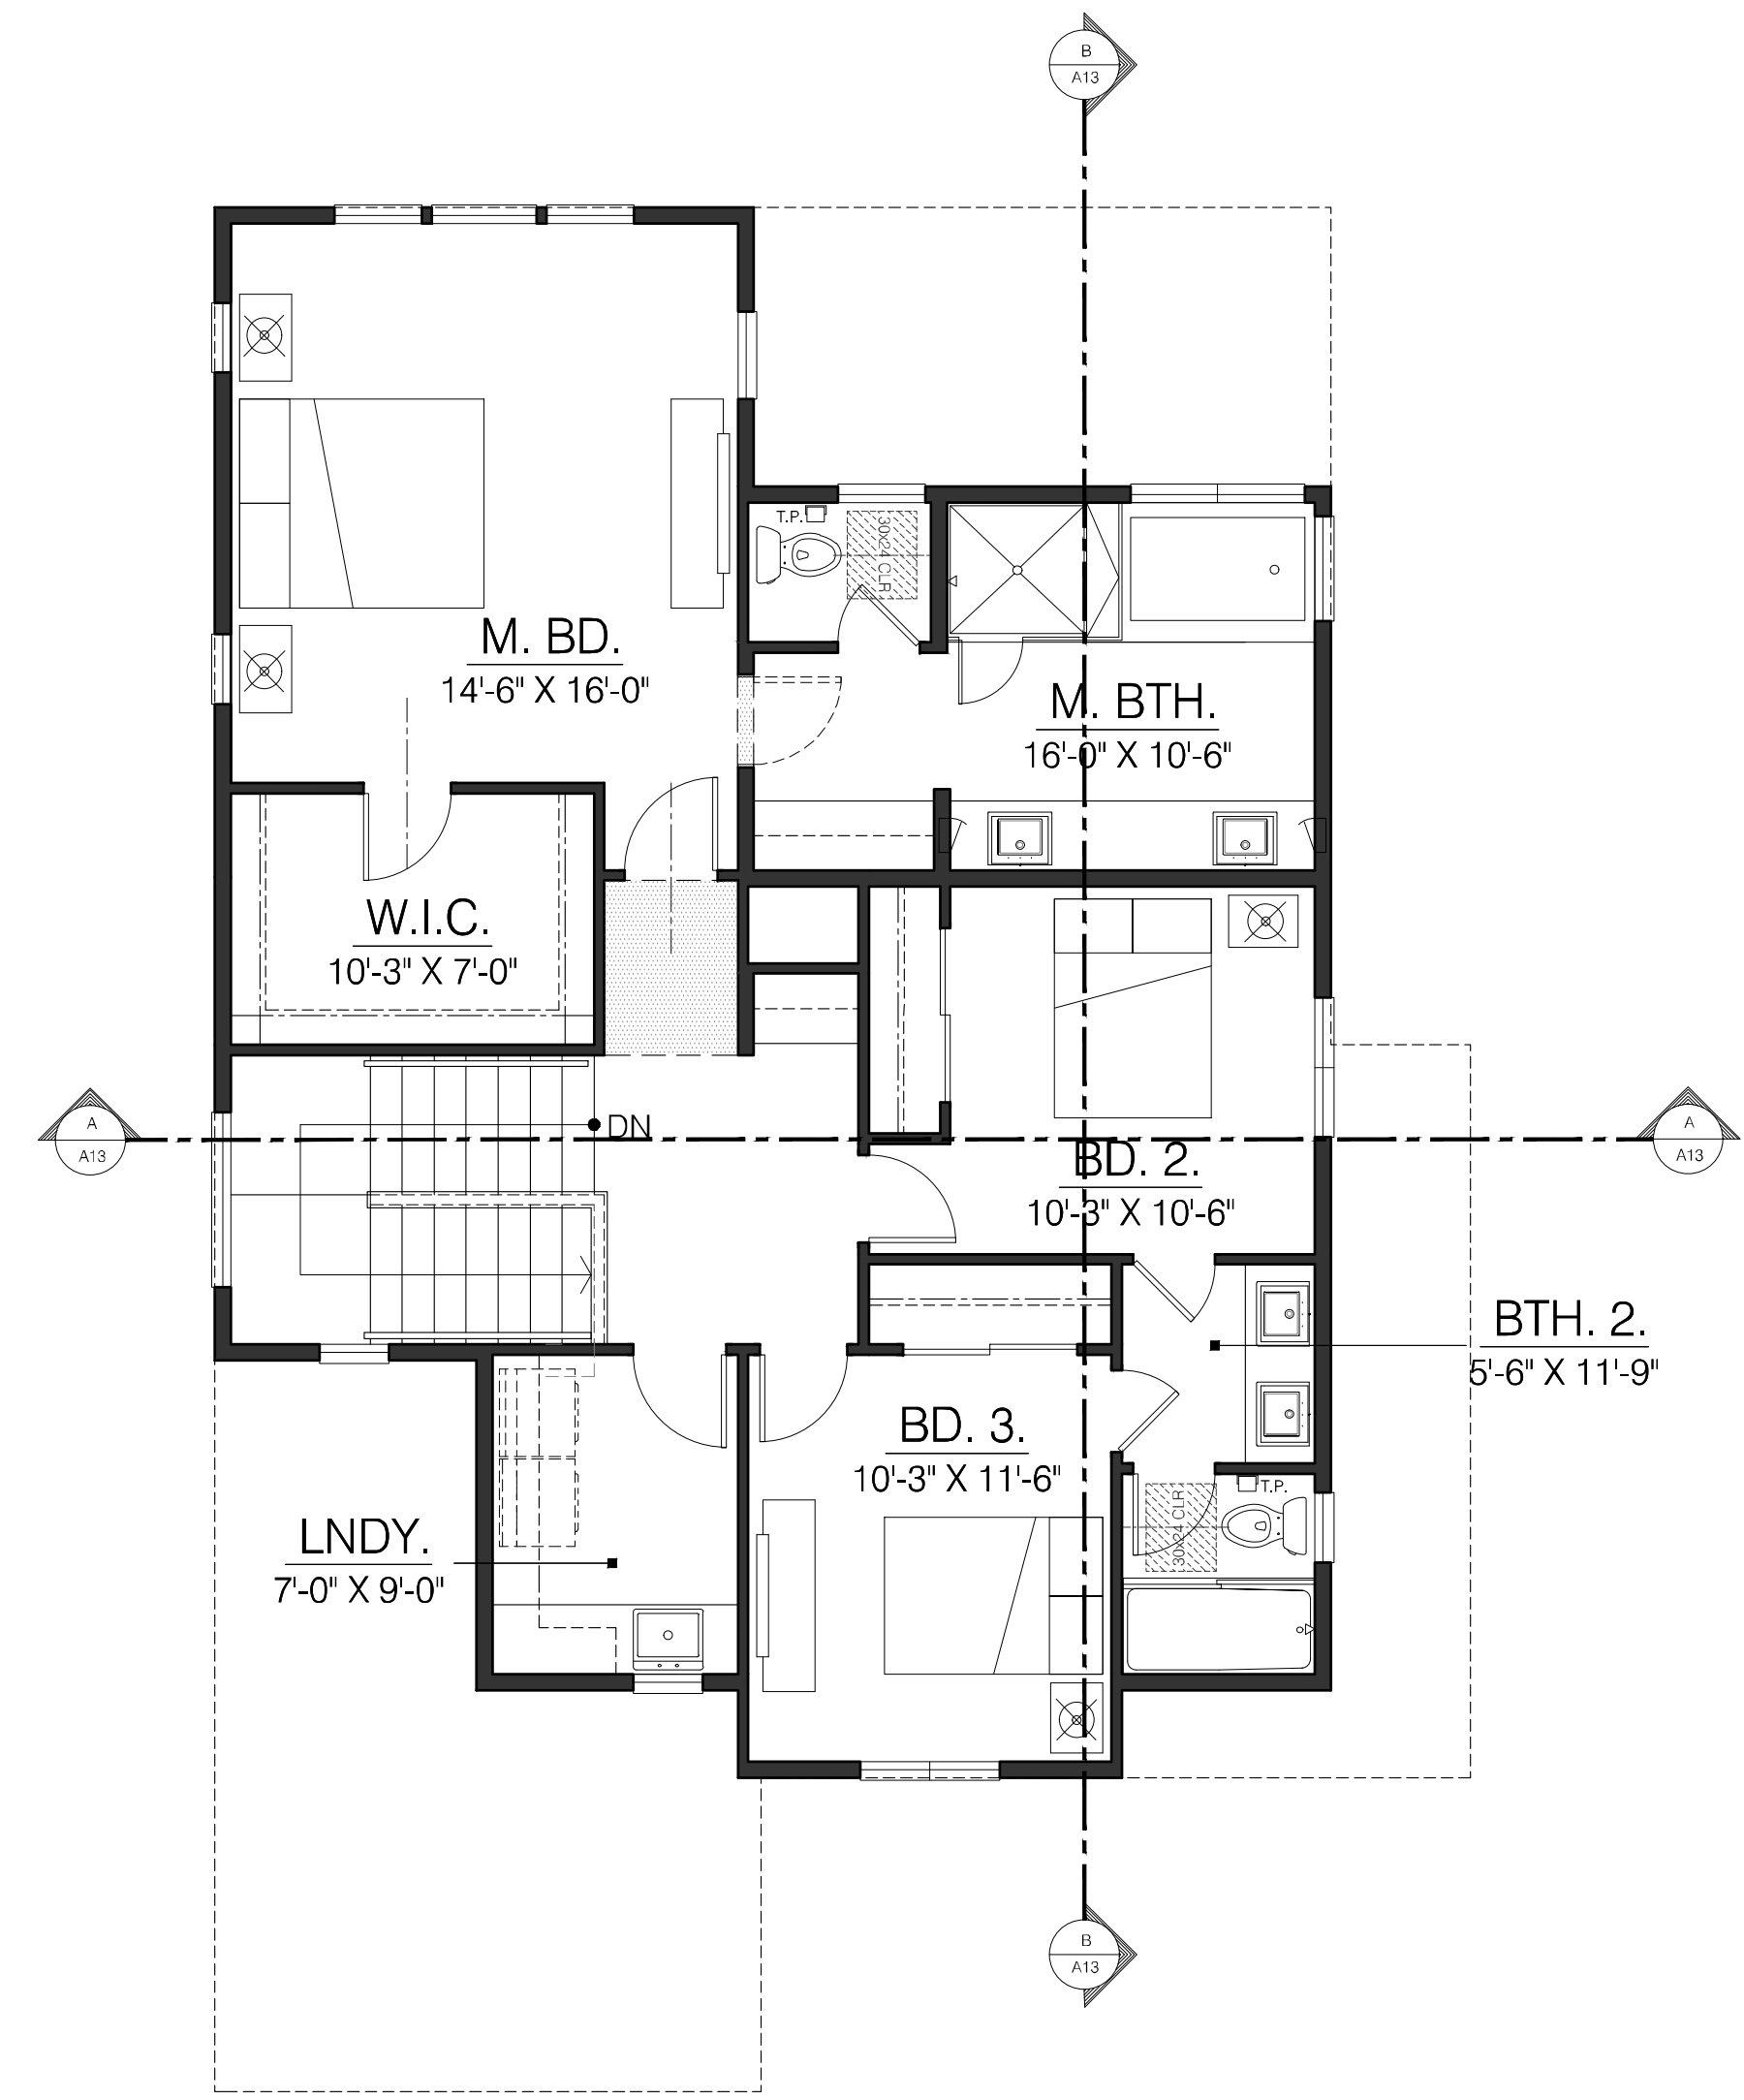 B
A13
T.P.
30x24 CLR
M. BD.
14'-6" X 16'-0"
M. BTH.
16'-0" X 10'-6"
W.I.C.
10'-3" X 7'-0"
A
A13
DN
A
A13
BD. 2.
10'-3" X 10'-6"
BTH. 2.
5'-6" X 11'-9"
BD. 3.
10'-3" X 11'-6"
T.P.
30x24 CLR
LNDY.
7'-0" X 9'-0"
B
A13